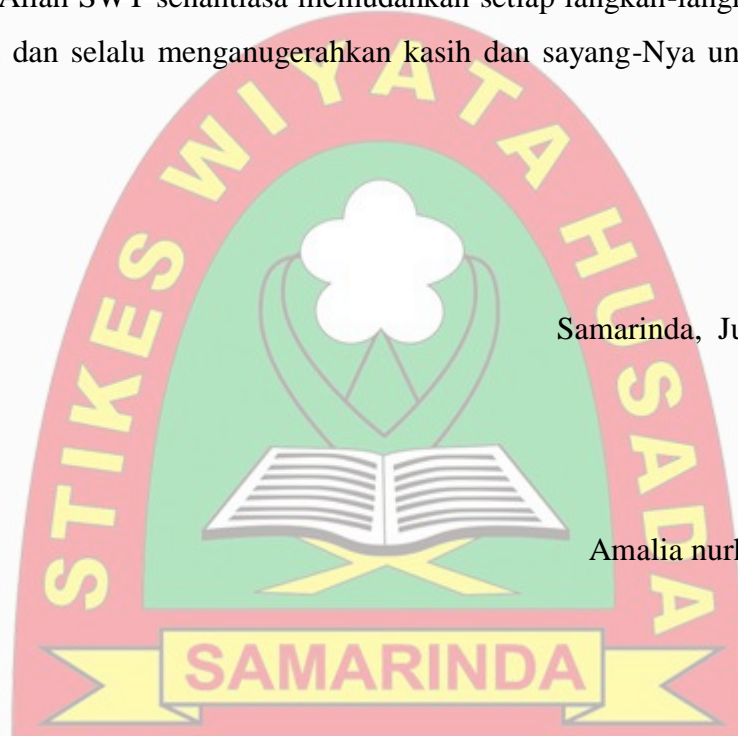 Allah SWT senantiasa memudahkan setiap
dan selalu menganugerahkan kasih dan sayang-Nya
STIKES WIYATA HUSADA
Samarinda,
Amalia
SAMARINDA